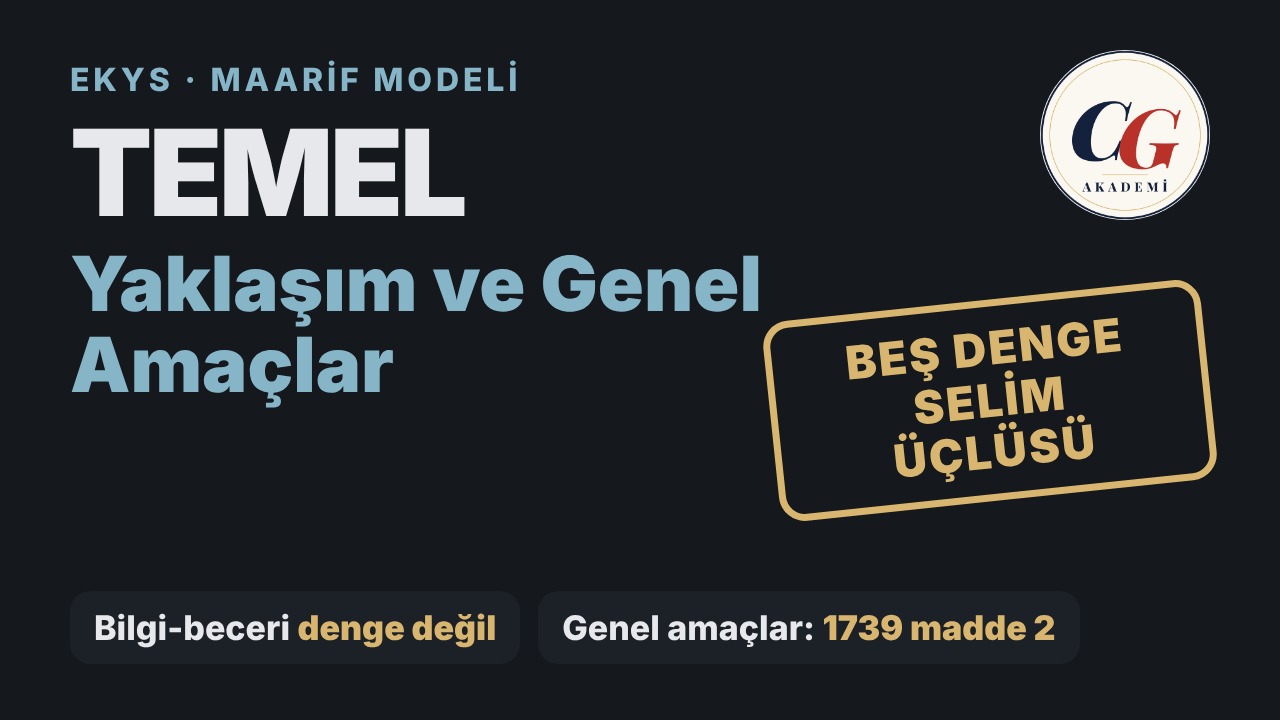 EKYS · MAARİF MODELİ
TEMEL
Yaklaşım ve Genel
Amaçlar
CG
AKADEMİ
BEŞ DENGE
SELİM
ÜÇLÜSÜ
Bilgi-beceri denge değil
Genel amaçlar: 1739 madde 2